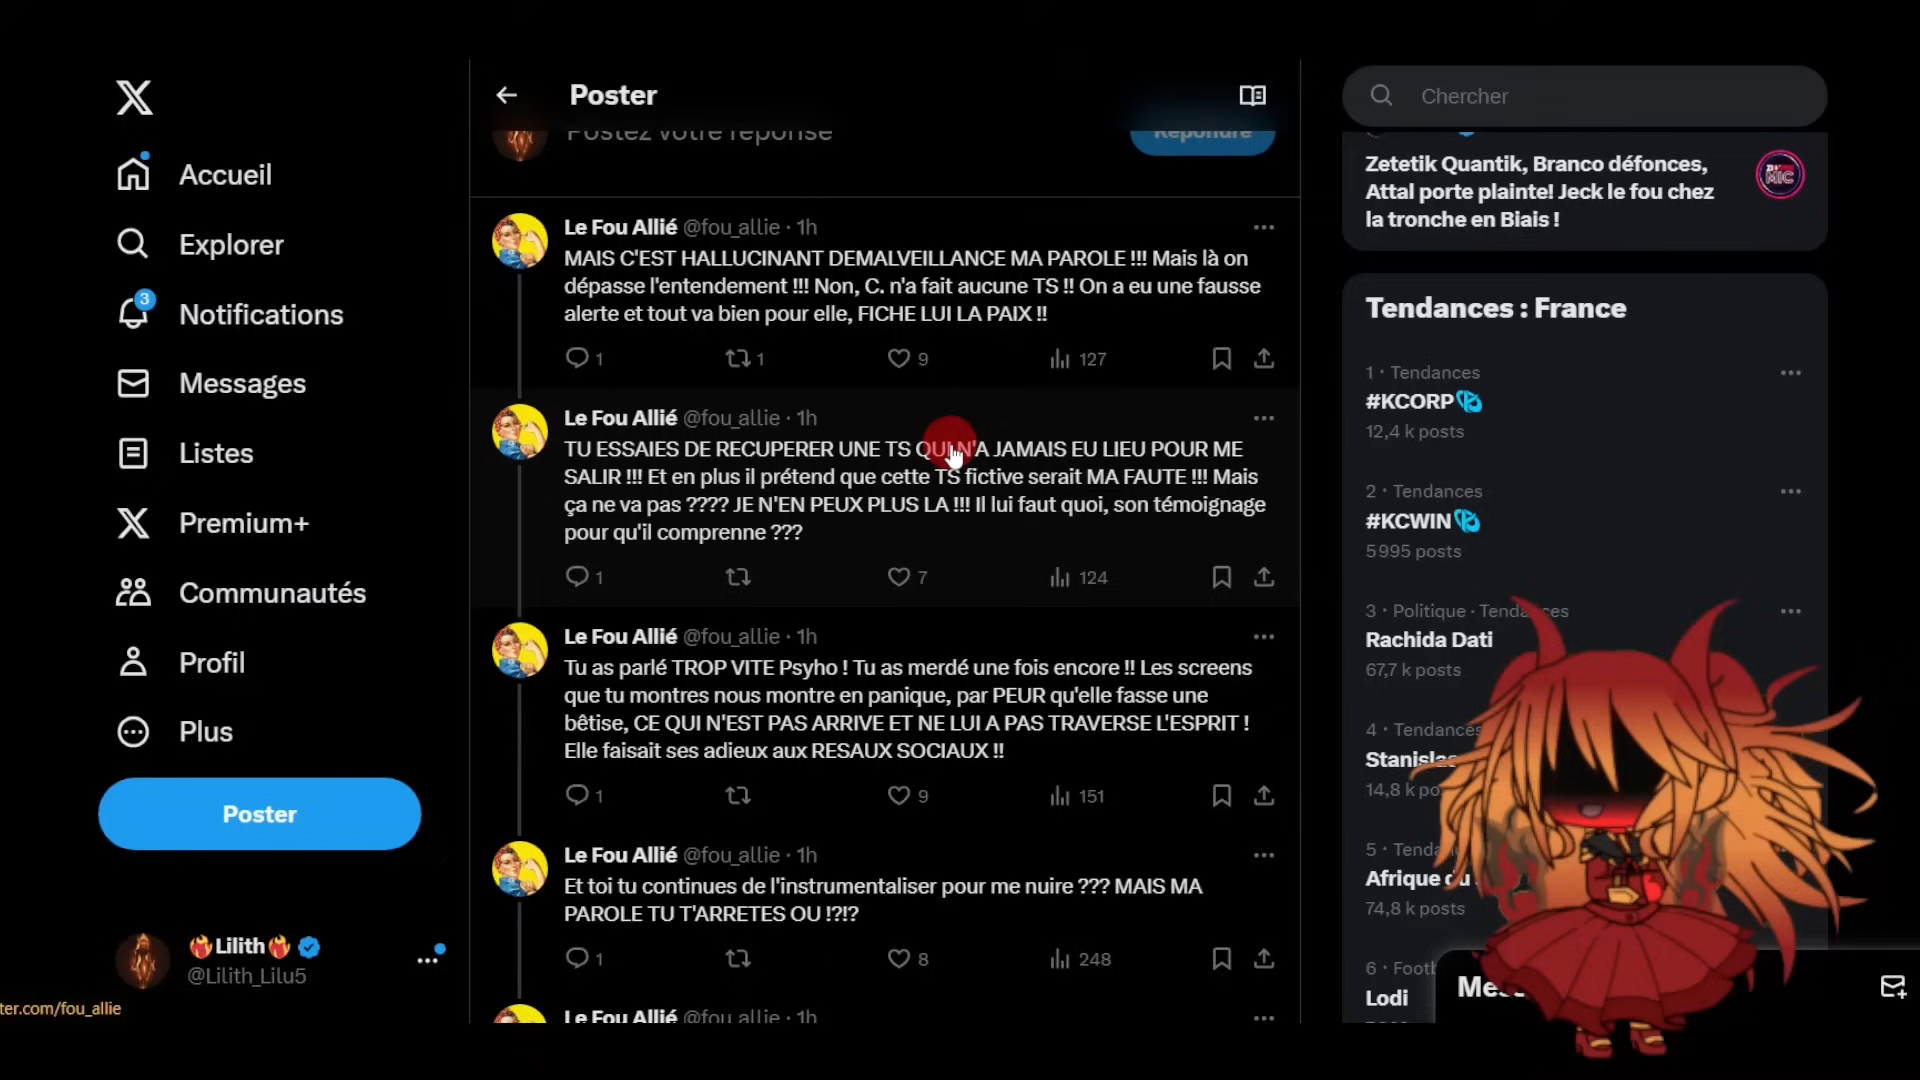 Poster
Chercher
Postez votre réponse
Répondre
Accueil
Explorer
3
Notifications
Messages
Listes
Premium+
Communautés
Profil
Plus
Poster
Lilith
@Lilith_Lilu5
ter.com/fou_allie
Le Fou Allié @fou_allie · 1h
MAIS C'EST HALLUCINANT DEMALVEILLANCE MA PAROLE !!! Mais là on
dépasse l'entendement !!! Non, C. n'a fait aucune TS !! On a eu une fausse
alerte et tout va bien pour elle, FICHE LUI LA PAIX !!
1 1 9 127
Le Fou Allié @fou_allie · 1h
TU ESSAIES DE RECUPERER UNE TS QUI N'A JAMAIS EU LIEU POUR ME
SALIR !!! Et en plus il prétend que cette TS fictive serait MA FAUTE !!! Mais
ça ne va pas ???? JE N'EN PEUX PLUS LA !!! Il lui faut quoi, son témoignage
pour qu'il comprenne ???
1 7 124
Le Fou Allié @fou_allie · 1h
Tu as parlé TROP VITE Psyho ! Tu as merdé une fois encore !! Les screens
que tu montres nous montre en panique, par PEUR qu'elle fasse une
bêtise, CE QUI N'EST PAS ARRIVE ET NE LUI A PAS TRAVERSE L'ESPRIT !
Elle faisait ses adieux aux RESAUX SOCIAUX !!
1 9 151
Le Fou Allié @fou_allie · 1h
Et toi tu continues de l'instrumentaliser pour me nuire ??? MAIS MA
PAROLE TU T'ARRETES OU !?!?
1 8 248
Le Fou Allié @fou_allie · 1h
Zetetik Quantik, Branco défonces,
Attal porte plainte! Jeck le fou chez
la tronche en Biais !
MIC
Tendances : France
1 · Tendances
#KCORP
12,4 k posts
2 · Tendances
#KCWIN
5 995 posts
3 · Politique · Tendances
Rachida Dati
67,7 k posts
4 · Tendances
Stanislas
14,8 k po
5 · Tenda
Afrique du
74,8 k posts
6 · Footb
Lodi
Mess